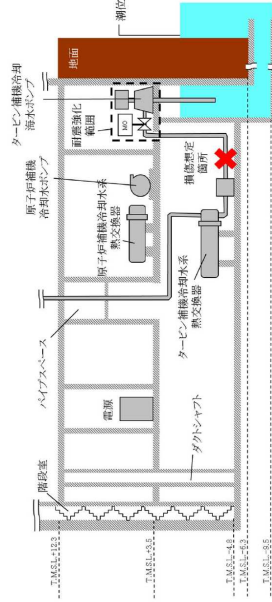 階段室
ダクトシャフト
電源
パイプスペース
原子炉補機
冷却水ポンプ
原子炉補機冷却水系
熱交換器
タービン補機冷却水系
熱交換器
タービン補機冷却
海水ポンプ
耐震強化
範囲
MO
損傷想定
箇所
地面
潮位
T.M.S.L.+12.3
T.M.S.L.+3.5
T.M.S.L.-4.8
T.M.S.L.-6.3
T.M.S.L.-9.5